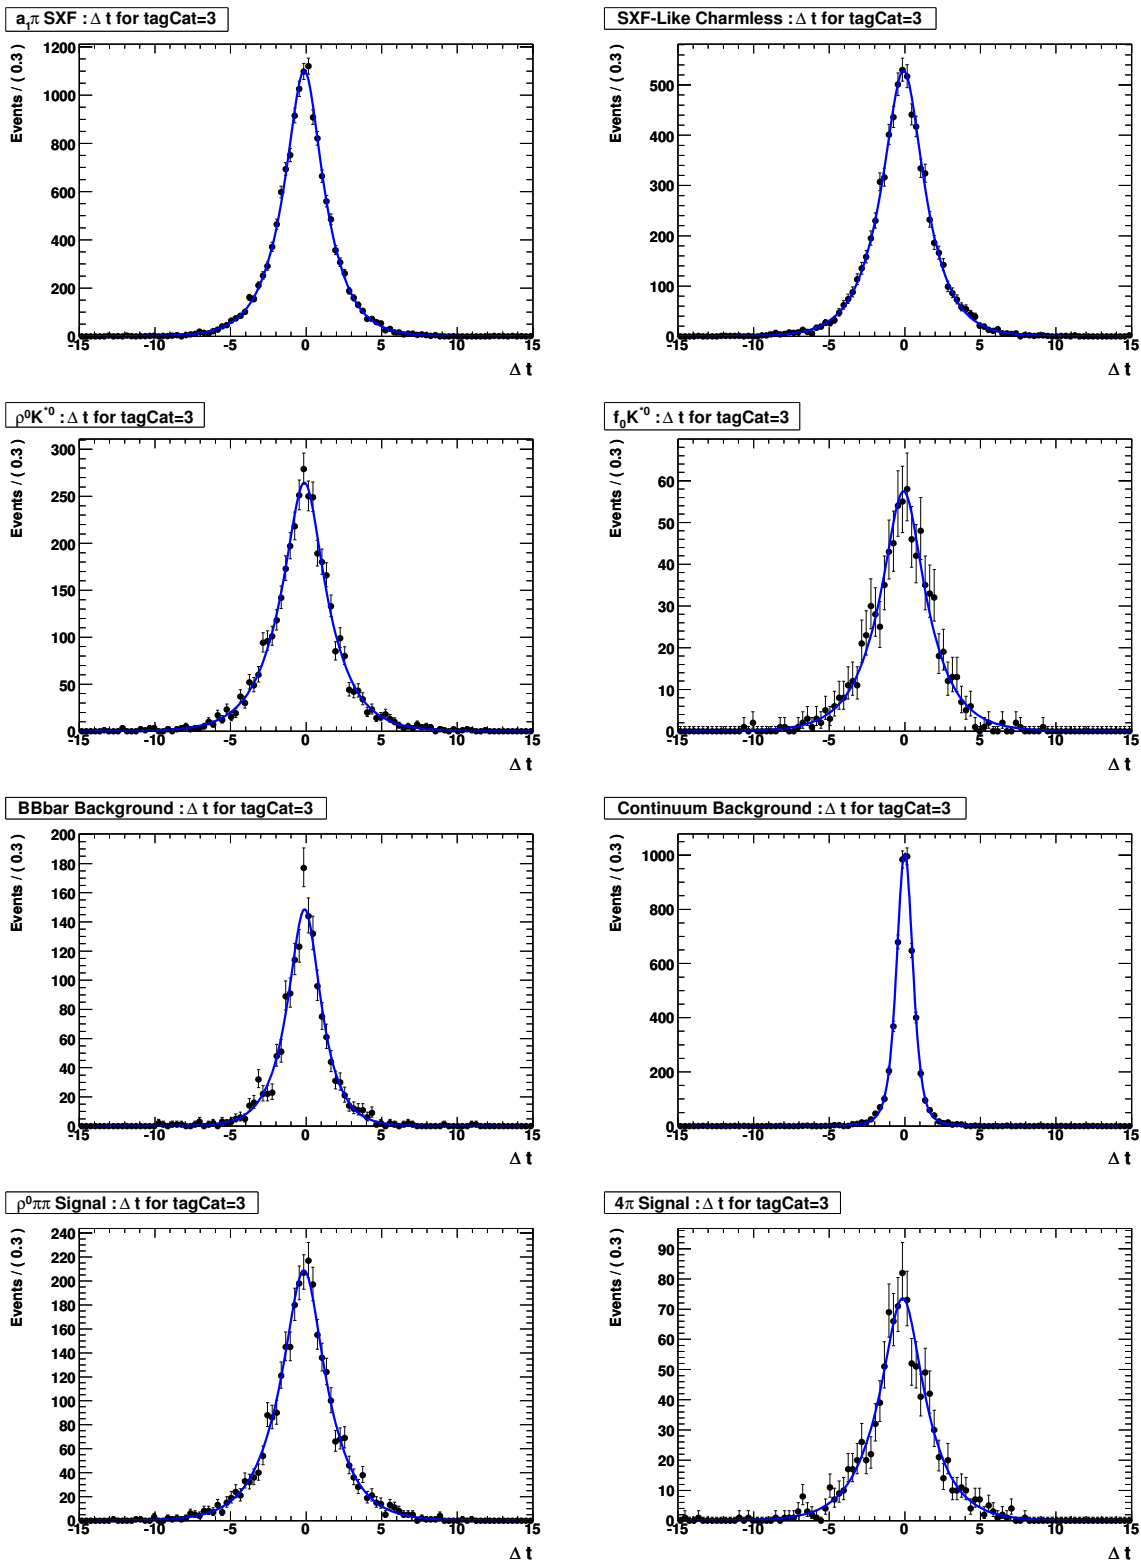 a₁π SXF : Δ t for tagCat=3
Events / ( 0.3 )
1200
1000
800
600
400
200
0
-15 -10 -5 0 5 10 15
Δ t
SXF-Like Charmless : Δ t for tagCat=3
Events / ( 0.3 )
500
400
300
200
100
0
-15 -10 -5 0 5 10 15
Δ t
ρ⁰K*⁰ : Δ t for tagCat=3
Events / ( 0.3 )
300
250
200
150
100
50
0
-15 -10 -5 0 5 10 15
Δ t
f₀K*⁰ : Δ t for tagCat=3
Events / ( 0.3 )
60
50
40
30
20
10
0
-15 -10 -5 0 5 10 15
Δ t
BBbar Background : Δ t for tagCat=3
Events / ( 0.3 )
200
180
160
140
120
100
80
60
40
20
0
-15 -10 -5 0 5 10 15
Δ t
Continuum Background : Δ t for tagCat=3
Events / ( 0.3 )
1000
800
600
400
200
0
-15 -10 -5 0 5 10 15
Δ t
ρ⁰ππ Signal : Δ t for tagCat=3
Events / ( 0.3 )
240
220
200
180
160
140
120
100
80
60
40
20
0
-15 -10 -5 0 5 10 15
Δ t
4π Signal : Δ t for tagCat=3
Events / ( 0.3 )
90
80
70
60
50
40
30
20
10
0
-15 -10 -5 0 5 10 15
Δ t